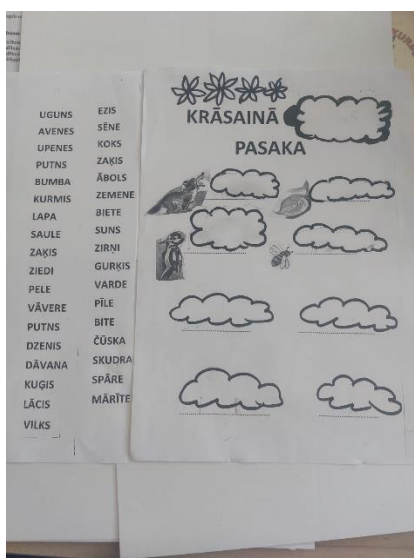 UGUNS
AVENES
UPENES
PUTNS
BUMBA
KURMIS
LAPA
SAULE
ZAĶIS
ZIEDI
PELE
VĀVERE
PUTNS
DZENIS
DĀVANA
KUĢIS
LĀCIS
VILKS
EZIS
SĒNE
KOKS
ZAĶIS
ĀBOLS
ZEMENE
BIETE
SUNS
ZIRŅI
GURĶIS
VARDE
PĪLE
BITE
ČŪSKA
SKUDRA
SPĀRE
MĀRĪTE
KRĀSAINĀ
PASAKA